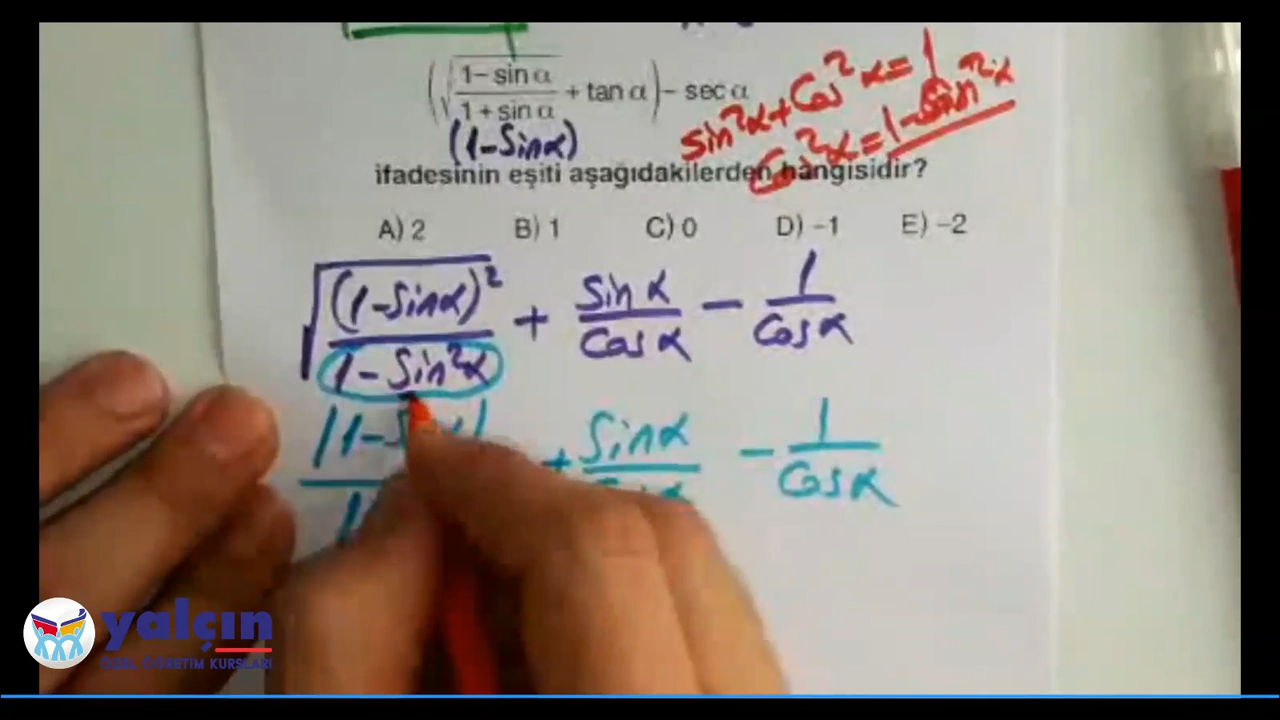 (√(1 − sin α / 1 + sin α) + tan α) − sec α
(1-Sinα)
sin²α + Cos²α = 1
Cos²α = 1-Sin²α
ifadesinin eşiti aşağıdakilerden hangisidir?
A) 2 B) 1 C) 0 D) −1 E) −2
√((1-Sinα)² / 1-Sin²α) + Sinα / Cosα - 1 / Cosα
|1- + Sinα - 1 / Cosα
yalçın
ÖZEL ÖĞRETİM KURSLARI